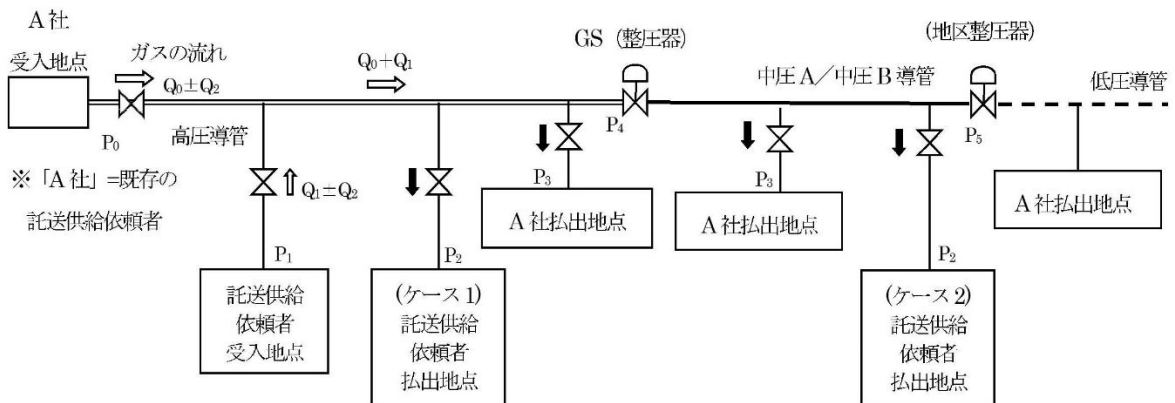 A社
受入地点
ガスの流れ
Q₀±Q₂
Q₀+Q₁
GS（整圧器）
(地区整圧器)
中圧A／中圧B 導管
低圧導管
P₀
高圧導管
P₄
P₅
※「A社」=既存の
託送供給依頼者
Q₁±Q₂
P₃
A社払出地点
P₃
A社払出地点
A社払出地点
P₁
託送供給
依頼者
受入地点
P₂
(ケース1)
託送供給
依頼者
払出地点
P₂
(ケース2)
託送供給
依頼者
払出地点